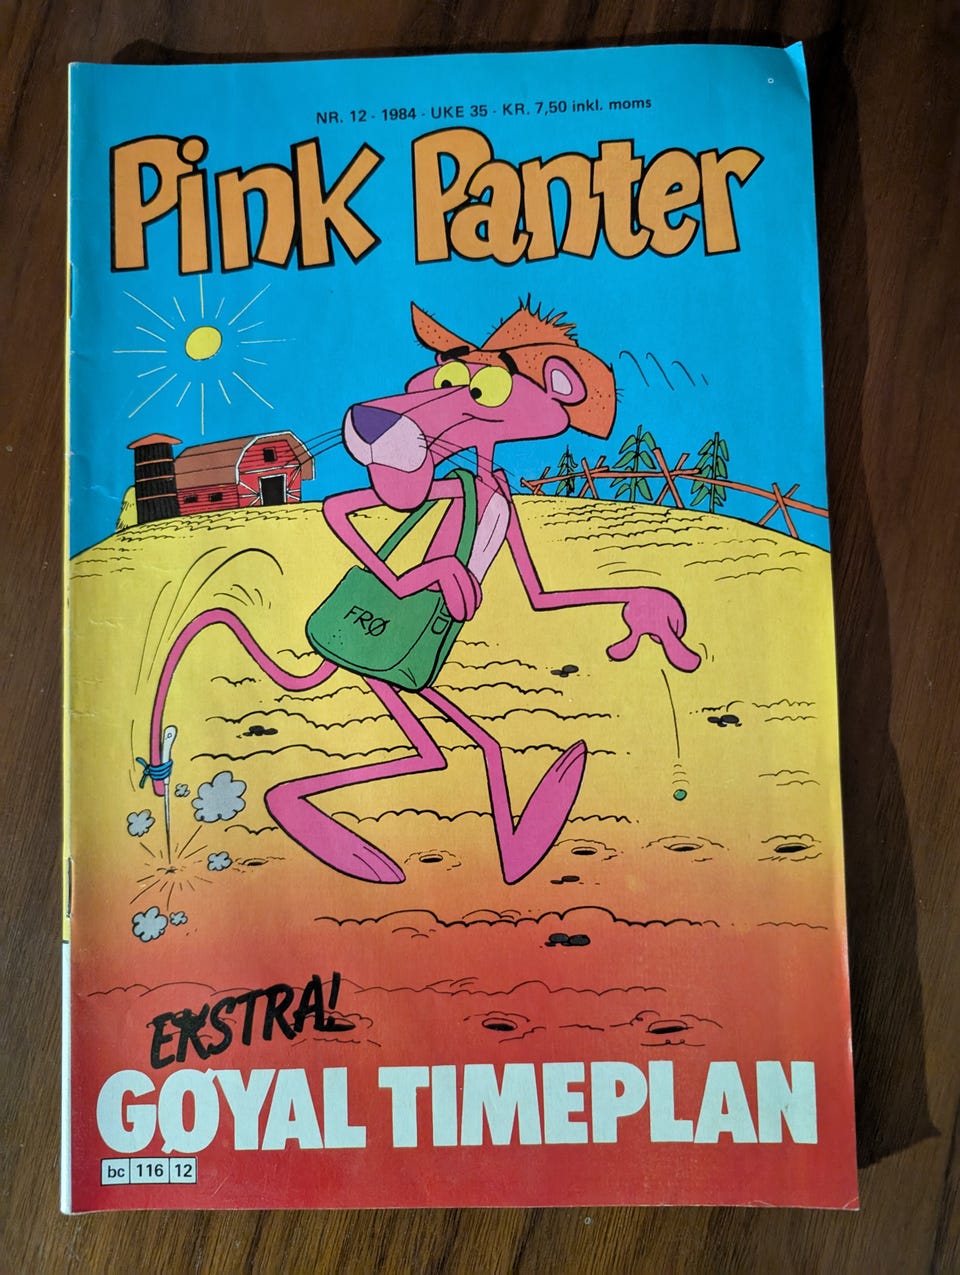 NR. 12 - 1984 - UKE 35 - KR. 7,50 inkl. moms
Pink Panter
FRØ
EKSTRA!
GØYAL TIMEPLAN
bc 116 12